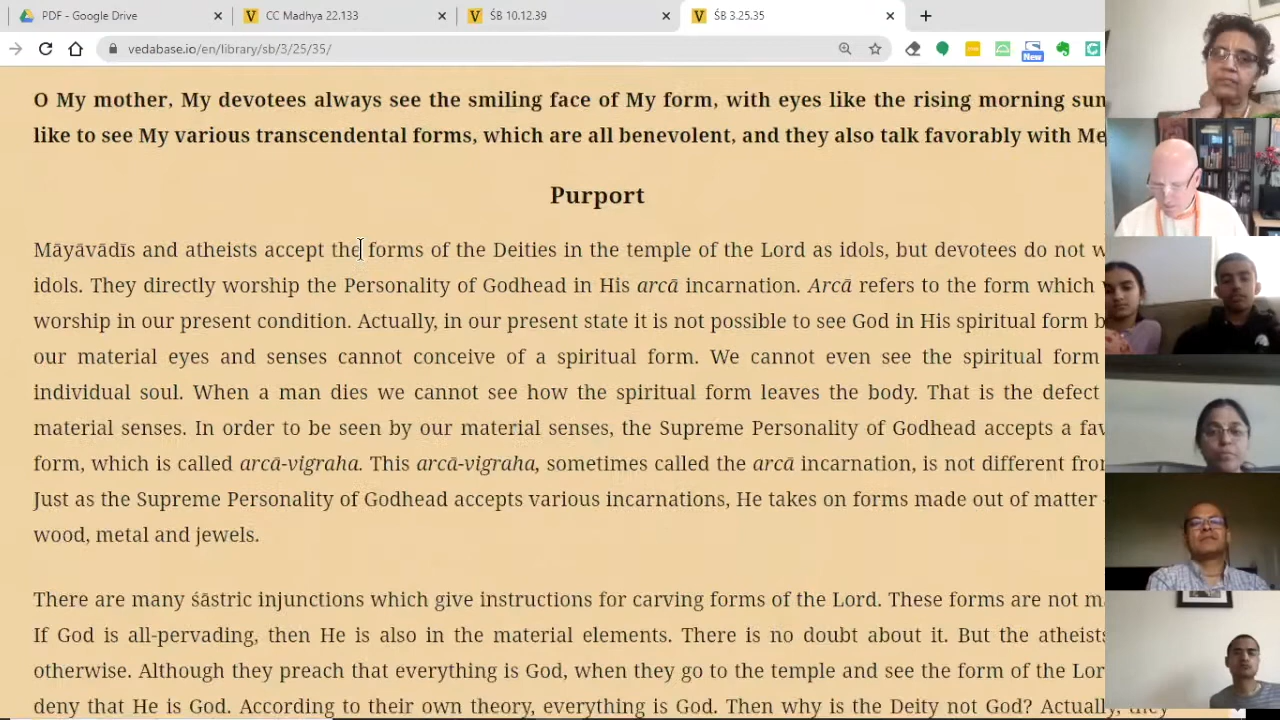 PDF - Google Drive
CC Madhya 22.133
ŚB 10.12.39
ŚB 3.25.35
vedabase.io/en/library/sb/3/25/35/
New
O My mother, My devotees always see the smiling face of My form, with eyes like the rising morning sun
like to see My various transcendental forms, which are all benevolent, and they also talk favorably with Me
Purport
Māyāvādīs and atheists accept the forms of the Deities in the temple of the Lord as idols, but devotees do not w
idols. They directly worship the Personality of Godhead in His arcā incarnation. Arcā refers to the form which
worship in our present condition. Actually, in our present state it is not possible to see God in His spiritual form b
our material eyes and senses cannot conceive of a spiritual form. We cannot even see the spiritual form
individual soul. When a man dies we cannot see how the spiritual form leaves the body. That is the defect
material senses. In order to be seen by our material senses, the Supreme Personality of Godhead accepts a fav
form, which is called arcā-vigraha. This arcā-vigraha, sometimes called the arcā incarnation, is not different from
Just as the Supreme Personality of Godhead accepts various incarnations, He takes on forms made out of matter
wood, metal and jewels.
There are many śāstric injunctions which give instructions for carving forms of the Lord. These forms are not m
If God is all-pervading, then He is also in the material elements. There is no doubt about it. But the atheists
otherwise. Although they preach that everything is God, when they go to the temple and see the form of the Lor
deny that He is God. According to their own theory, everything is God. Then why is the Deity not God? Actually, they